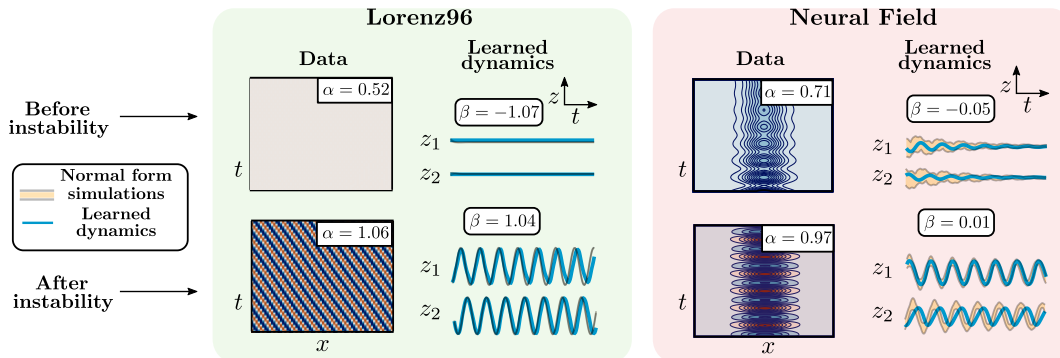 Lorenz96
Neural Field
Data
Learned
dynamics
Data
Learned
dynamics
Before
instability
α = 0.52
z
t
β = −1.07
z1
z2
t
α = 0.71
z
t
β = −0.05
z1
z2
t
Normal form
simulations
Learned
dynamics
After
instability
α = 1.06
β = 1.04
z1
z2
t
x
α = 0.97
β = 0.01
z1
z2
t
x